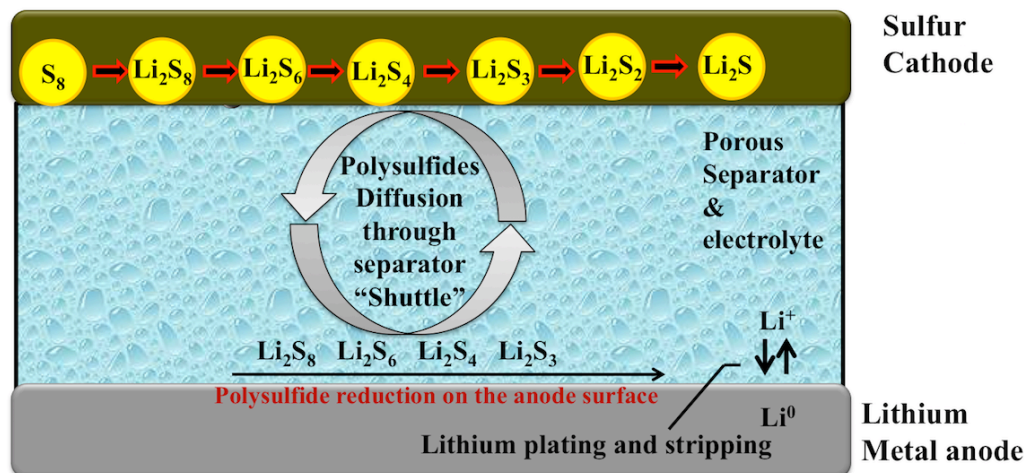 Sulfur
Cathode
S₈ Li₂S₈ Li₂S₆ Li₂S₄ Li₂S₃ Li₂S₂ Li₂S
Polysulfides
Diffusion
through
separator
“Shuttle”
Porous
Separator
&
electrolyte
Li₂S₈ Li₂S₆ Li₂S₄ Li₂S₃
Li⁺
Polysulfide reduction on the anode surface
Li⁰
Lithium plating and stripping
Lithium
Metal anode